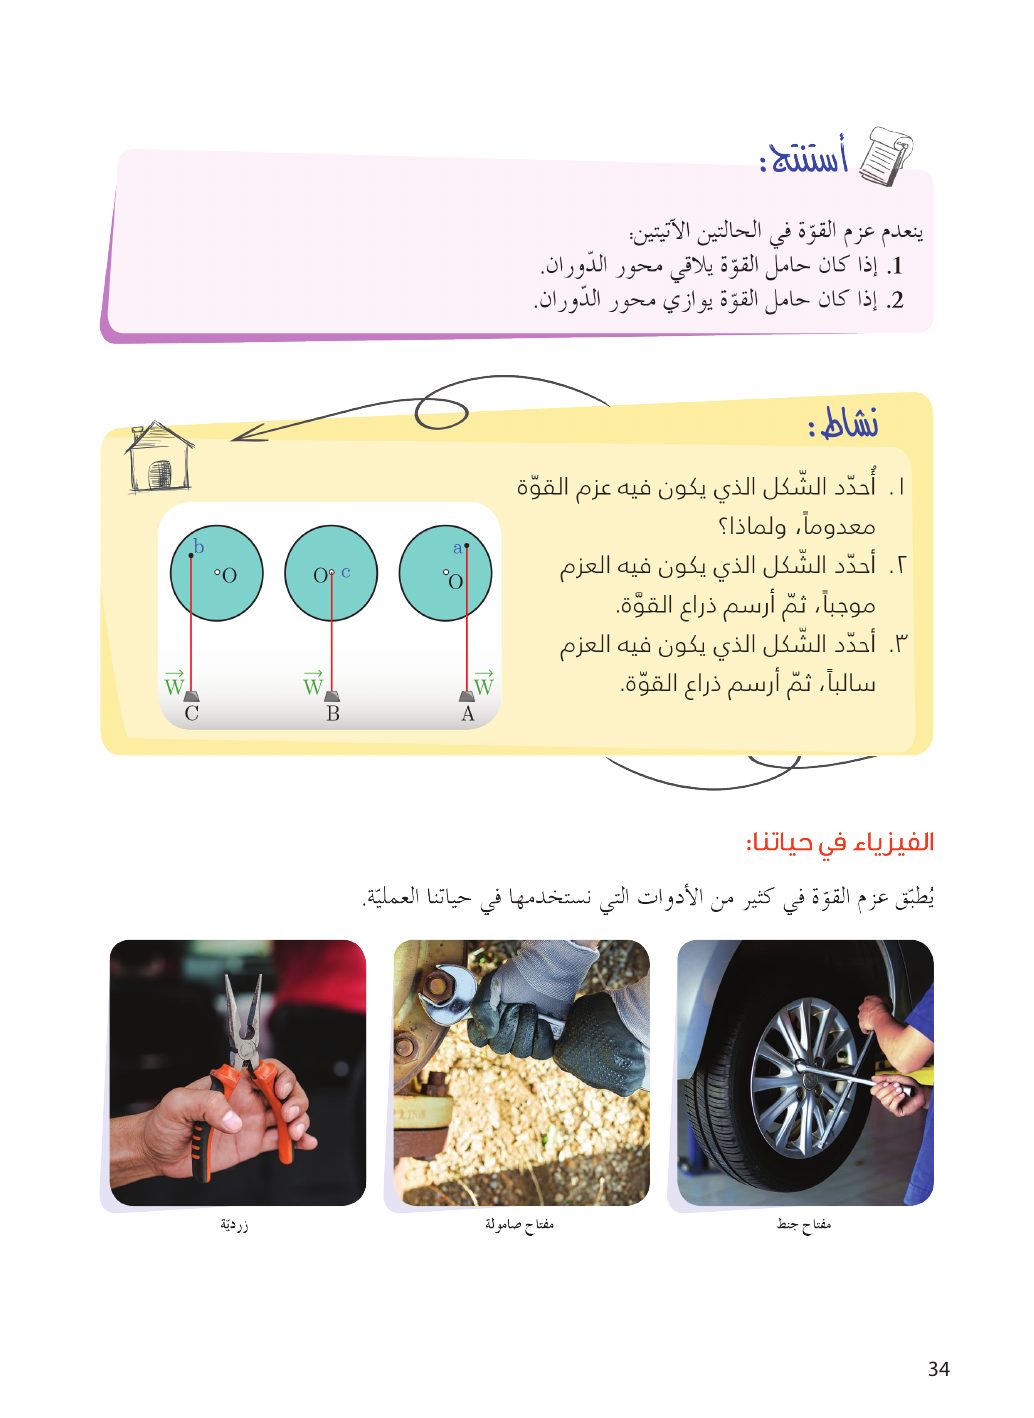 أستنتج:
ينعدم عزم القوّة في الحالتين الآتيتين:
1. إذا كان حامل القوّة يلاقي محور الدّوران.
2. إذا كان حامل القوّة يوازي محور الدّوران.
نشاط:
١. أُحدّد الشّكل الذي يكون فيه عزم القوّة
معدوماً، ولماذا؟
٢. أحدّد الشّكل الذي يكون فيه العزم
موجباً، ثمّ أرسم ذراع القوَّة.
٣. أحدّد الشّكل الذي يكون فيه العزم
سالباً، ثمّ أرسم ذراع القوّة.
b O O c a O
W W W
C B A
الفيزياء في حياتنا:
يُطبّق عزم القوّة في كثير من الأدوات التي نستخدمها في حياتنا العمليّة.
مفتاح جنط
مفتاح صامولة
زرديّة
34